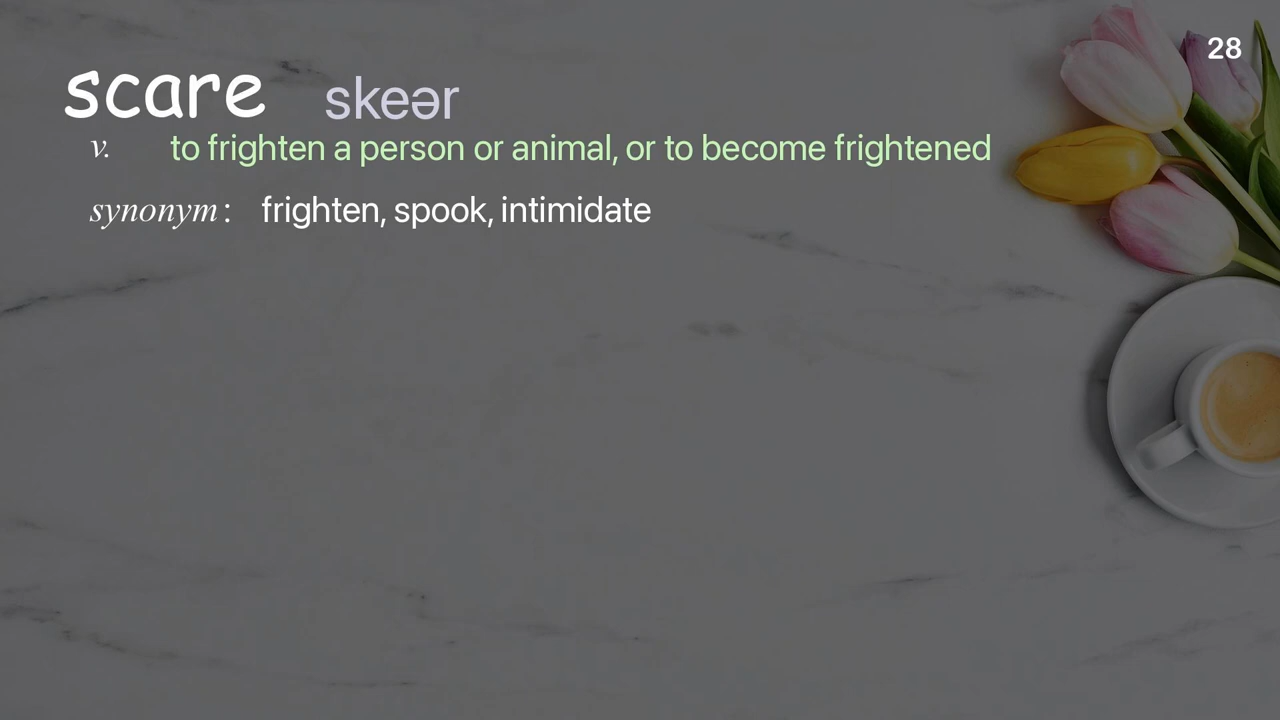 28
scare skeər
v. to frighten a person or animal, or to become frightened
synonym: frighten, spook, intimidate